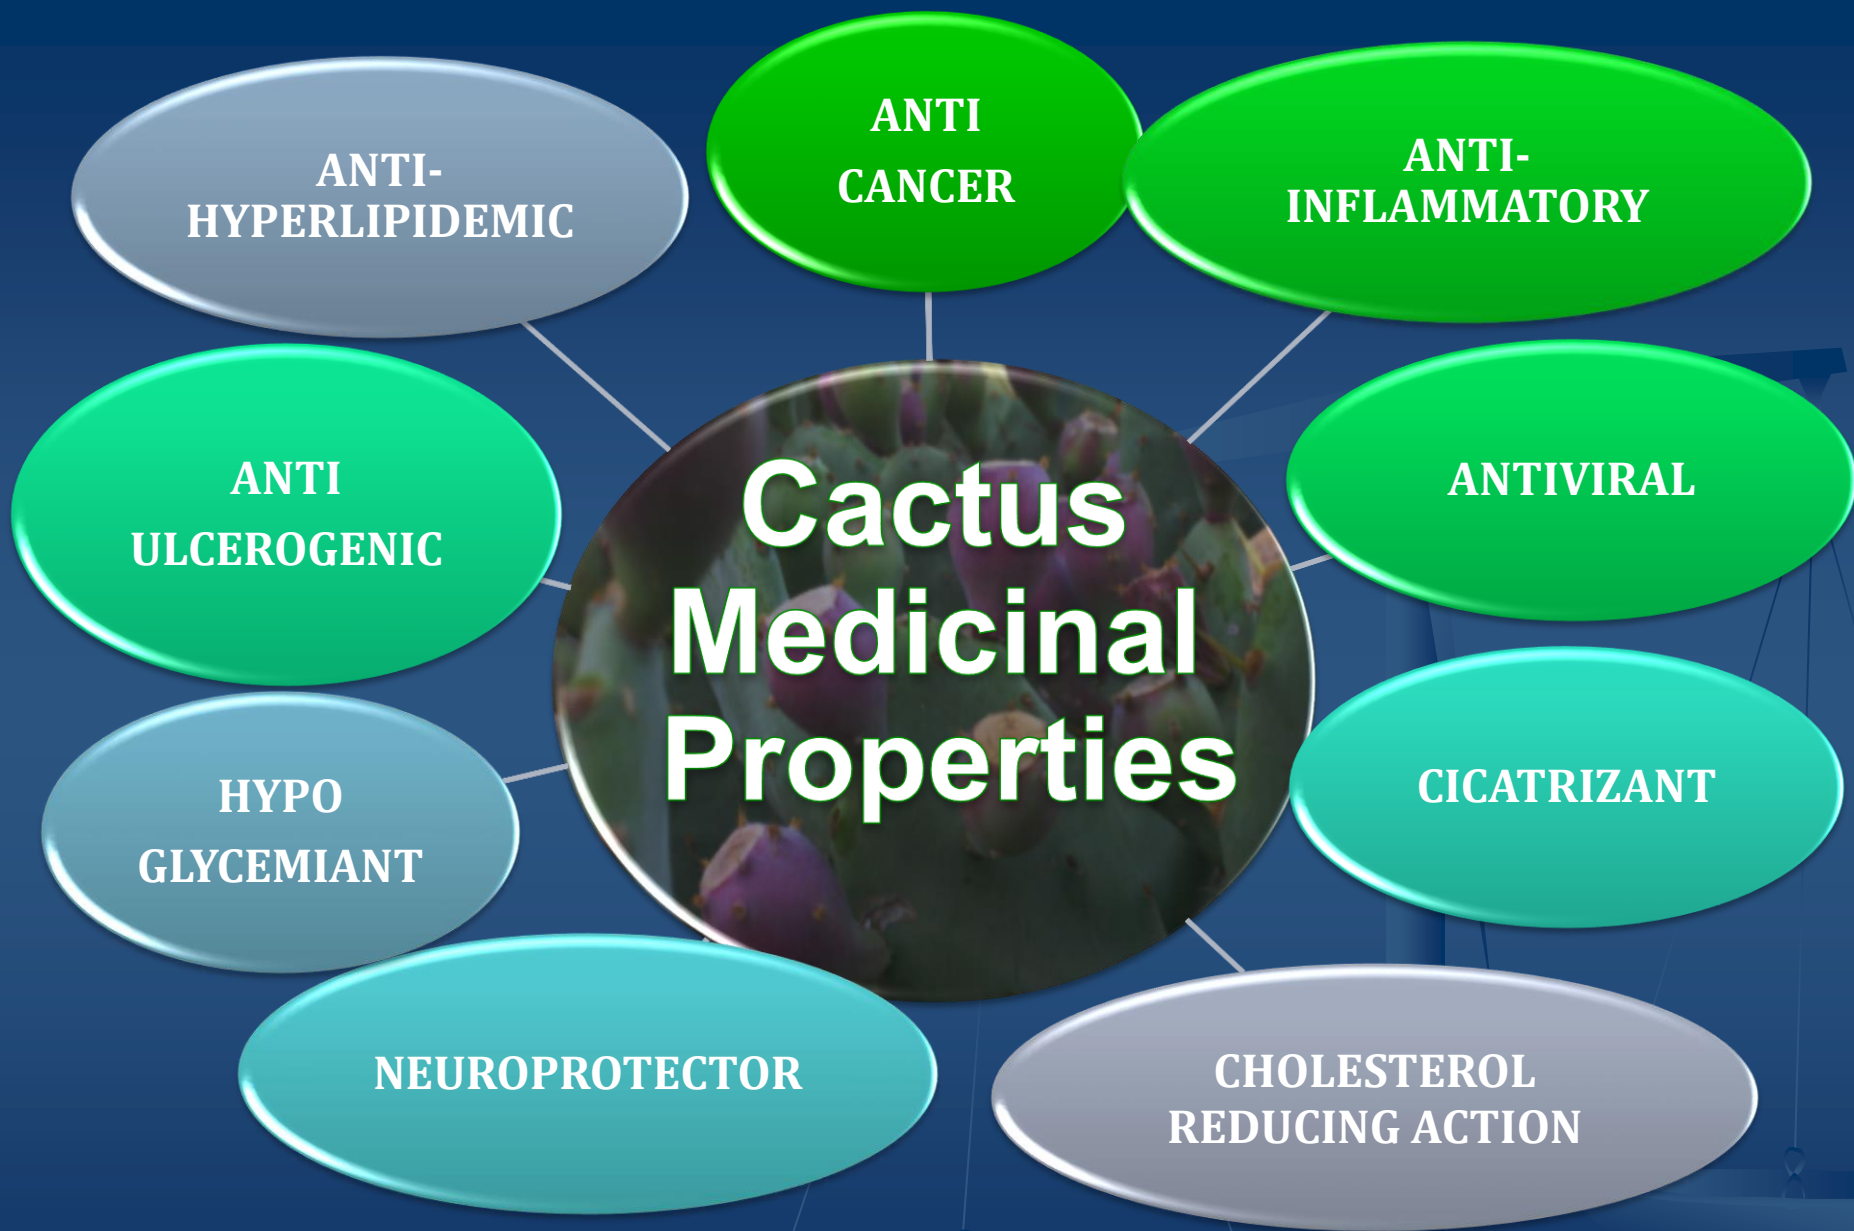 ANTI
CANCER
ANTI-
INFLAMMATORY
ANTIVIRAL
CICATRIZANT
CHOLESTEROL
REDUCING ACTION
NEUROPROTECTOR
HYPO
GLYCEMIANT
ANTI
ULCEROGENIC
ANTI-
HYPERLIPIDEMIC
Cactus
Medicinal
Properties